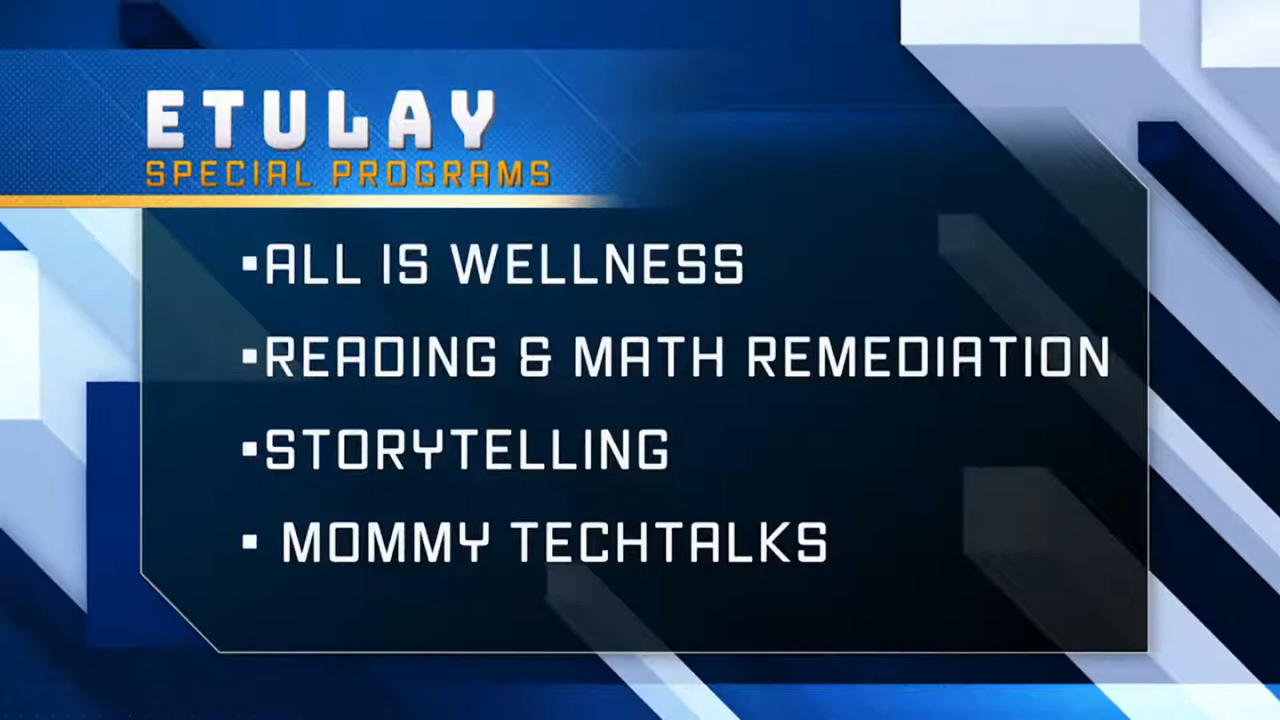 ETULAY
SPECIAL PROGRAMS
▪ALL IS WELLNESS
▪READING & MATH REMEDIATION
▪STORYTELLING
▪ MOMMY TECHTALKS